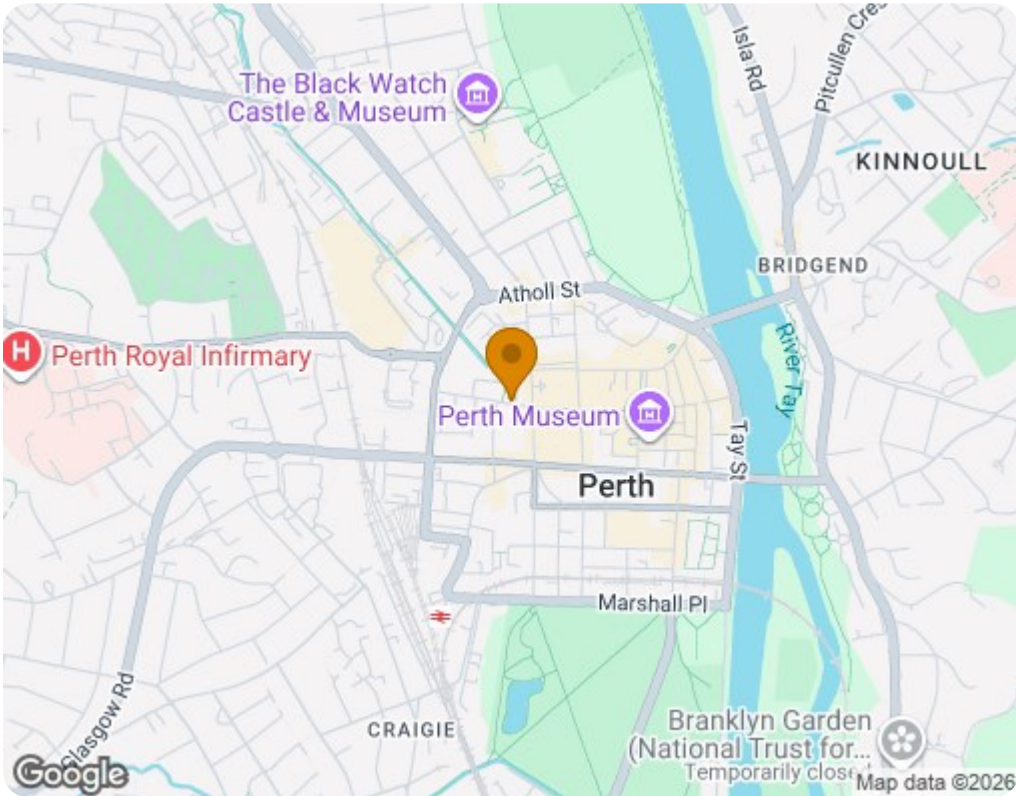 Isla Rd
Pitcullen Cres
The Black Watch
Castle & Museum
KINNOULL
BRIDGEND
Atholl St
River Tay
H
Perth Royal Infirmary
Perth Museum
Tay St
Perth
Marshall Pl
Glasgow Rd
CRAIGIE
Branklyn Garden
(National Trust for...
Temporarily closed
Google
Map data ©2026